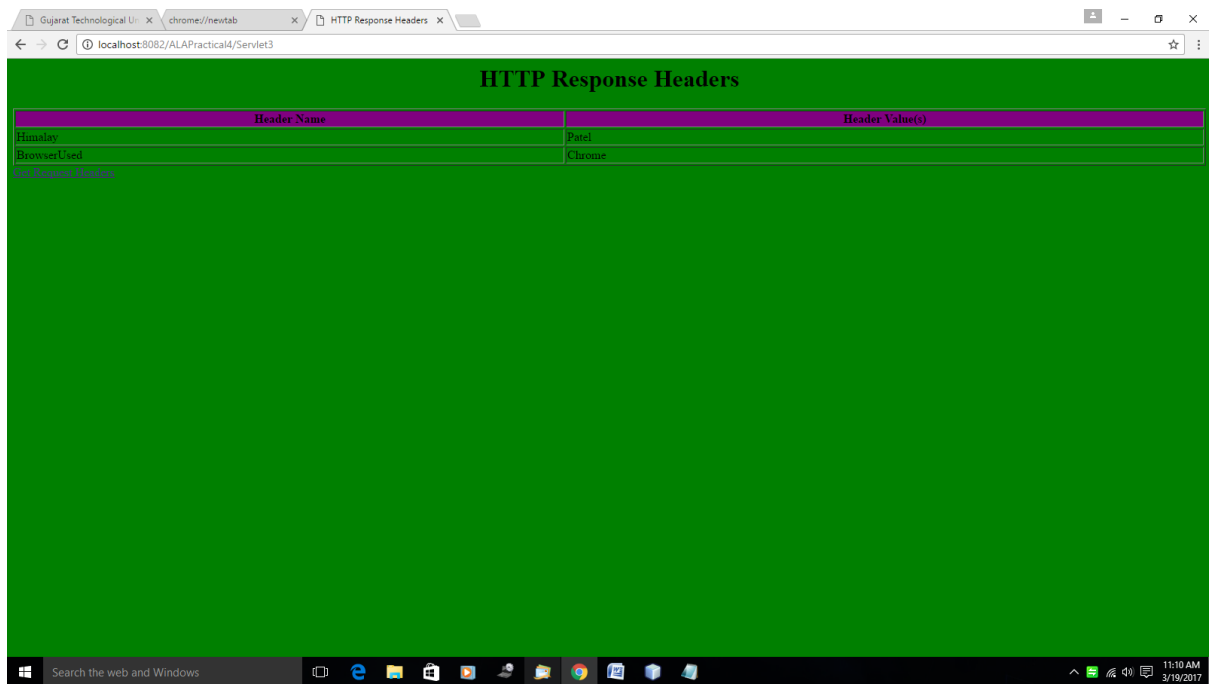 Gujarat Technological Un
chrome://newtab
HTTP Response Headers
localhost:8082/ALAPractical4/Servlet3
HTTP Response Headers
Header Name Header Value(s)
Himalay Patel
BrowserUsed Chrome
Get Request Headers
Search the web and Windows
11:10 AM
3/19/2017